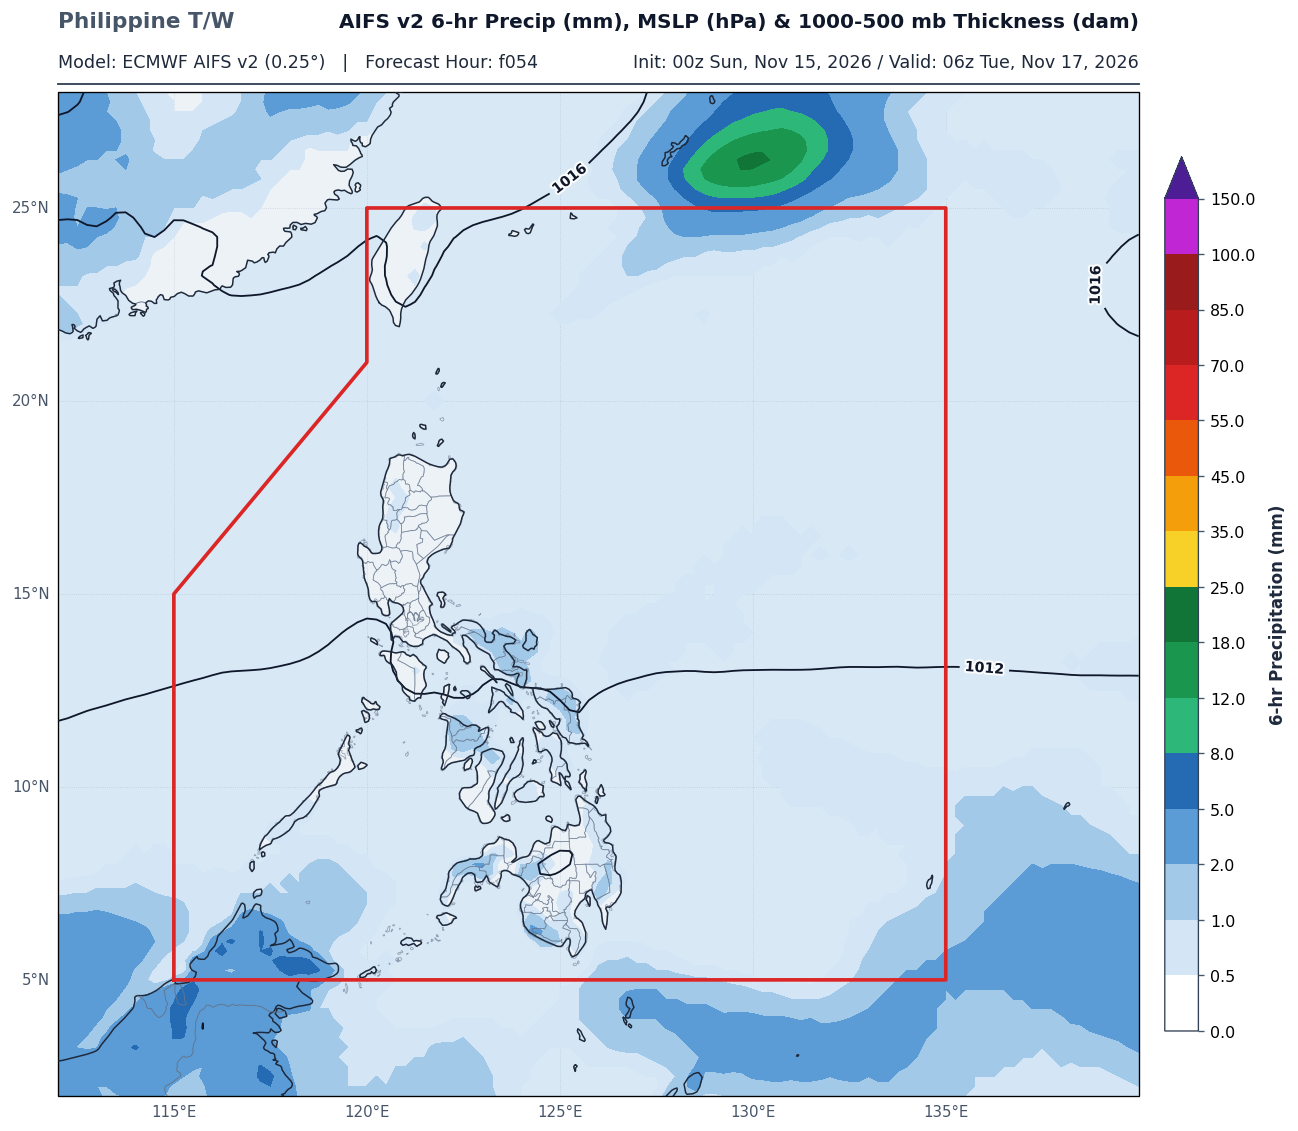 Philippine T/W
AIFS v2 6-hr Precip (mm), MSLP (hPa) & 1000-500 mb Thickness (dam)
Model: ECMWF AIFS v2 (0.25°) | Forecast Hour: f054
Init: 00z Sun, Nov 15, 2026 / Valid: 06z Tue, Nov 17, 2026
1016
1016
1012
25°N
20°N
15°N
10°N
5°N
115°E
120°E
125°E
130°E
135°E
150.0
100.0
85.0
70.0
55.0
45.0
35.0
25.0
18.0
12.0
8.0
5.0
2.0
1.0
0.5
0.0
6-hr Precipitation (mm)